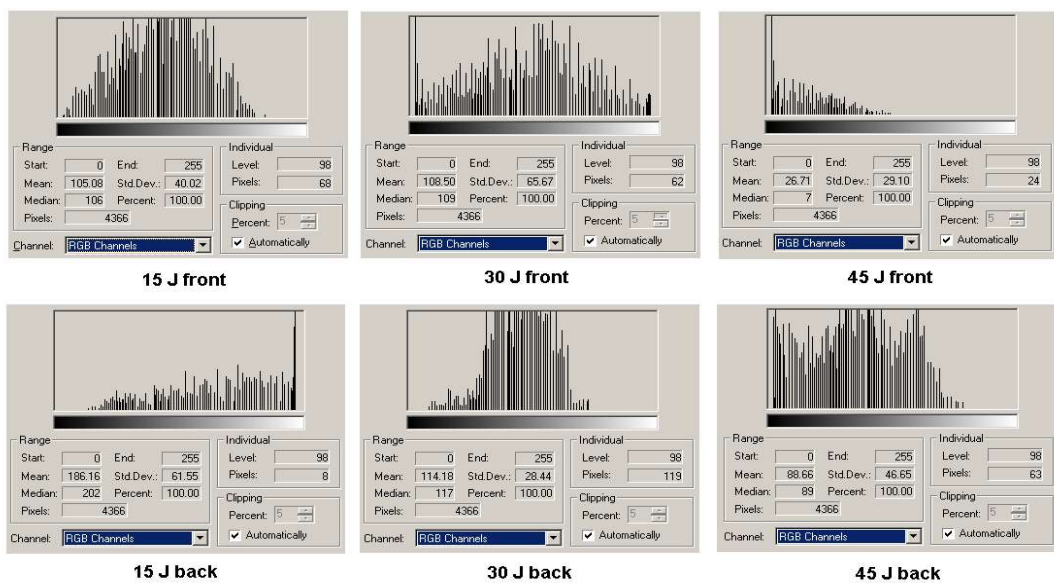 Range Individual
Start: 0 End: 255 Level: 98
Mean: 105.08 Std.Dev.: 40.02 Pixels: 68
Median: 106 Percent: 100.00 Clipping
Pixels: 4366 Percent: 5
Channel: RGB Channels Automatically
15 J front
Range Individual
Start: 0 End: 255 Level: 98
Mean: 108.50 Std.Dev.: 65.67 Pixels: 62
Median: 109 Percent: 100.00 Clipping
Pixels: 4366 Percent: 5
Channel: RGB Channels Automatically
30 J front
Range Individual
Start: 0 End: 255 Level: 98
Mean: 26.71 Std.Dev.: 29.10 Pixels: 24
Median: 7 Percent: 100.00 Clipping
Pixels: 4366 Percent: 5
Channel: RGB Channels Automatically
45 J front
Range Individual
Start: 0 End: 255 Level: 98
Mean: 186.16 Std.Dev.: 61.55 Pixels: 8
Median: 202 Percent: 100.00 Clipping
Pixels: 4366 Percent: 5
Channel: RGB Channels Automatically
15 J back
Range Individual
Start: 0 End: 255 Level: 98
Mean: 114.18 Std.Dev.: 28.44 Pixels: 119
Median: 117 Percent: 100.00 Clipping
Pixels: 4366 Percent: 5
Channel: RGB Channels Automatically
30 J back
Range Individual
Start: 0 End: 255 Level: 98
Mean: 88.66 Std.Dev.: 46.65 Pixels: 63
Median: 89 Percent: 100.00 Clipping
Pixels: 4366 Percent: 5
Channel: RGB Channels Automatically
45 J back